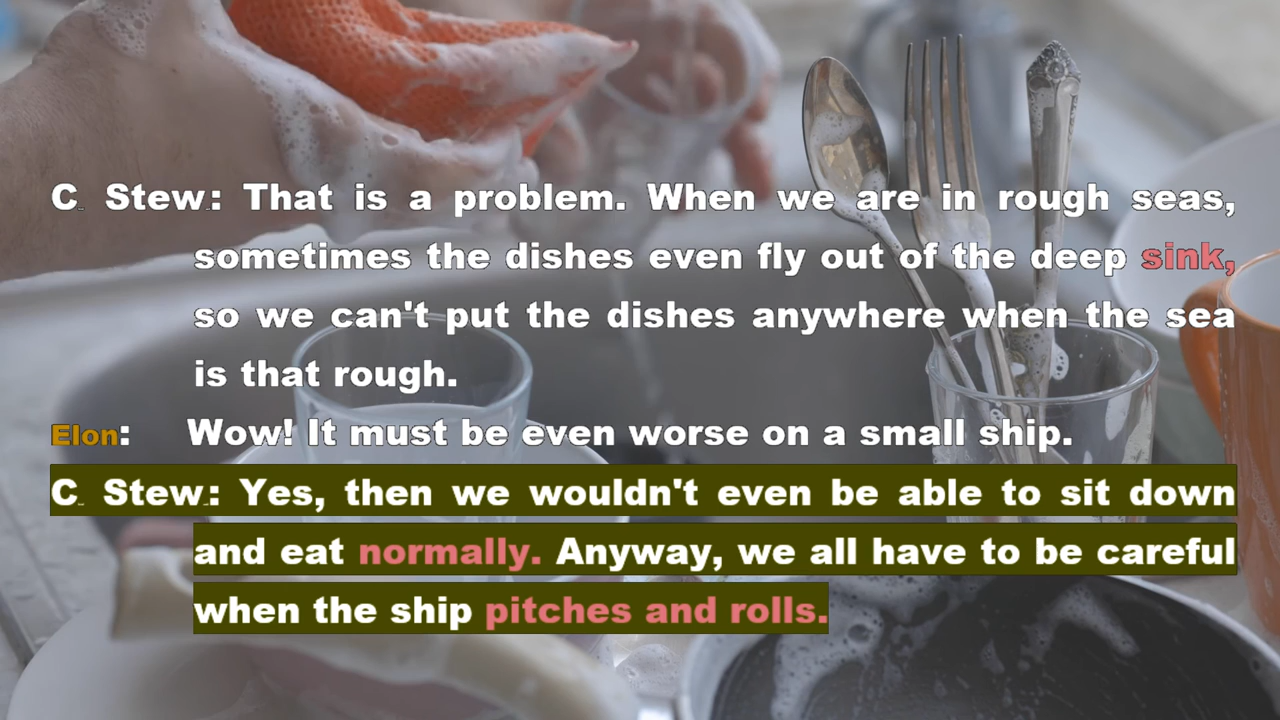 C. Stew.: That is a problem. When we are in rough seas,
sometimes the dishes even fly out of the deep sink,
so we can't put the dishes anywhere when the sea
is that rough.
Elon: Wow! It must be even worse on a small ship.
C. Stew.: Yes, then we wouldn't even be able to sit down
and eat normally. Anyway, we all have to be careful
when the ship pitches and rolls.